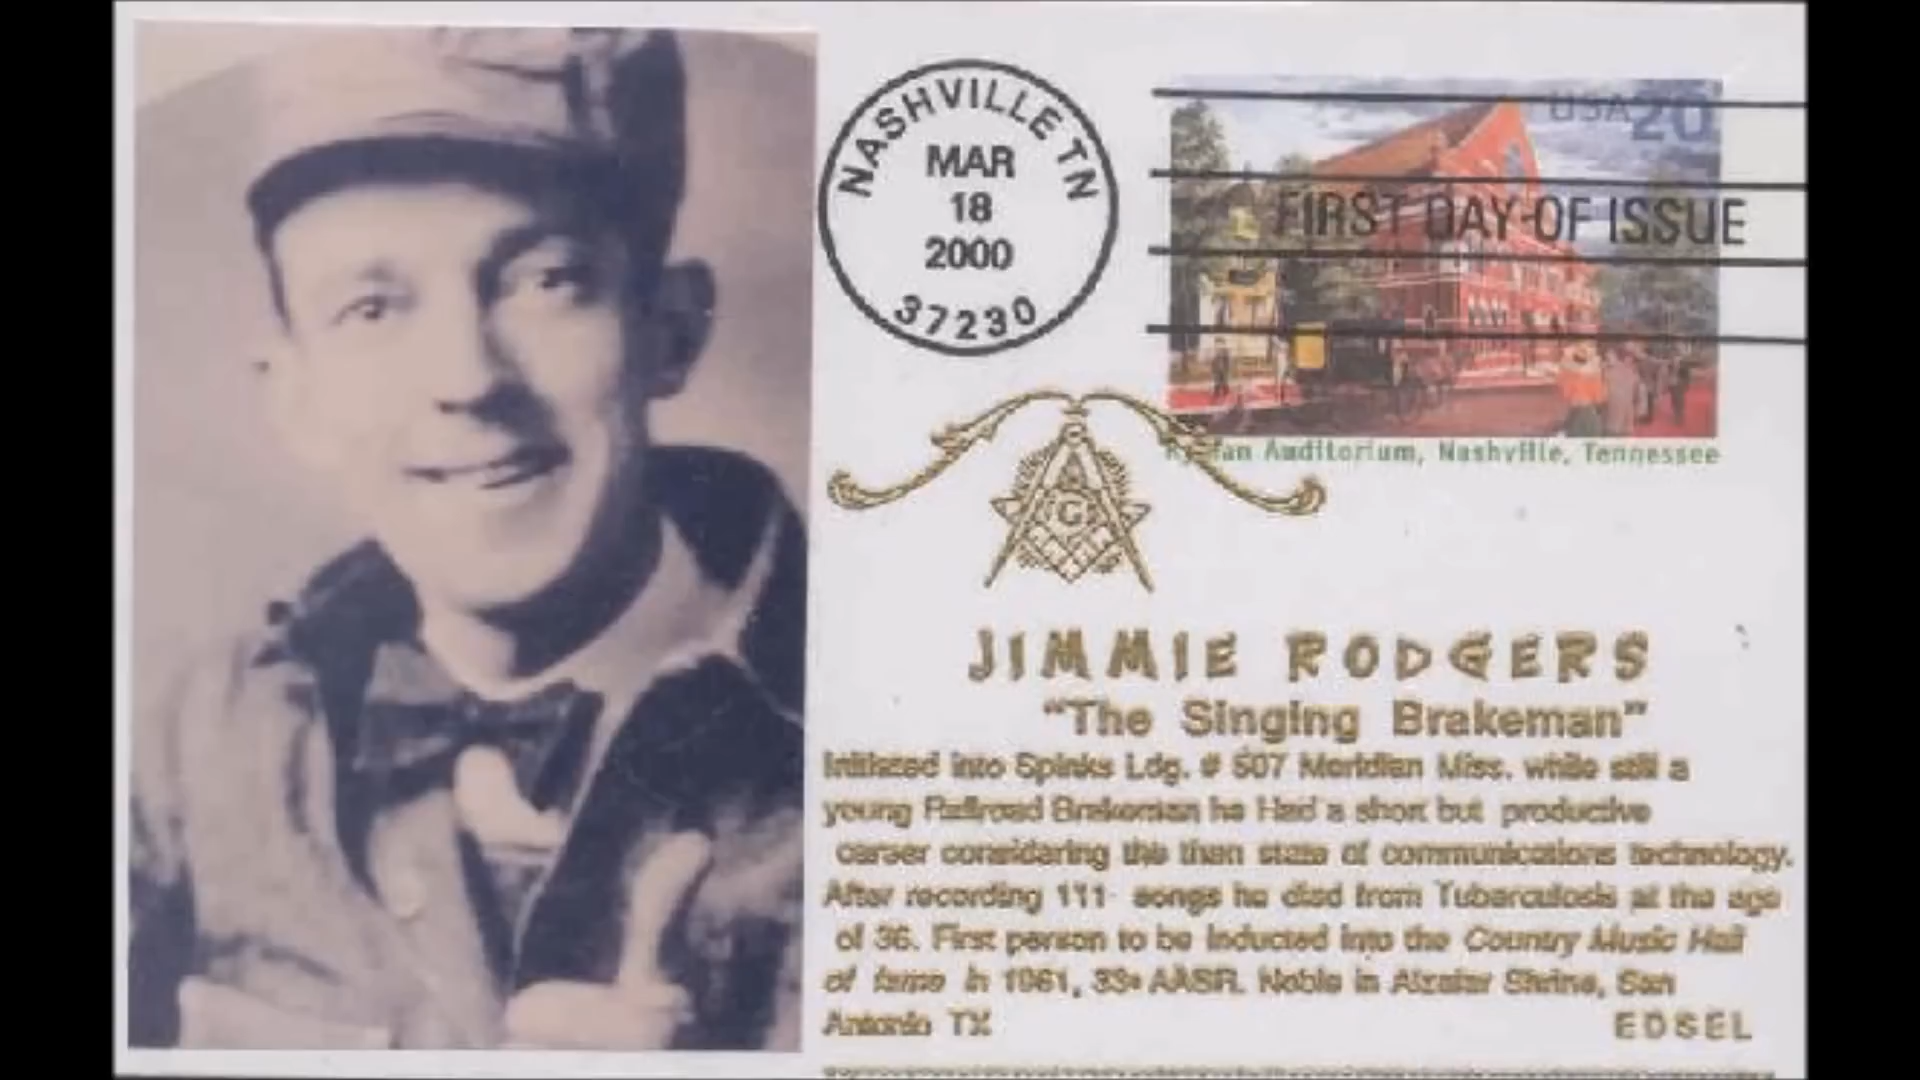 NASHVILLE TN
MAR
18
2000
37230
USA 20
FIRST DAY OF ISSUE
Auditorium, Nashville, Tennessee
G
JIMMIE RODGERS
“The Singing Brakeman”
Initiated into Spinks Ldg. # 507 Meridian Miss. while still a
young Railroad Brakeman he Had a short but productive
career considering the then state of communications technology.
After recording 111 songs he died from Tuberculosis at the age
of 36. First person to be inducted into the Country Music Hall
of fame in 1961, 33° AASR. Noble in Alzafar Shrine, San
Antonio TX
EDSEL